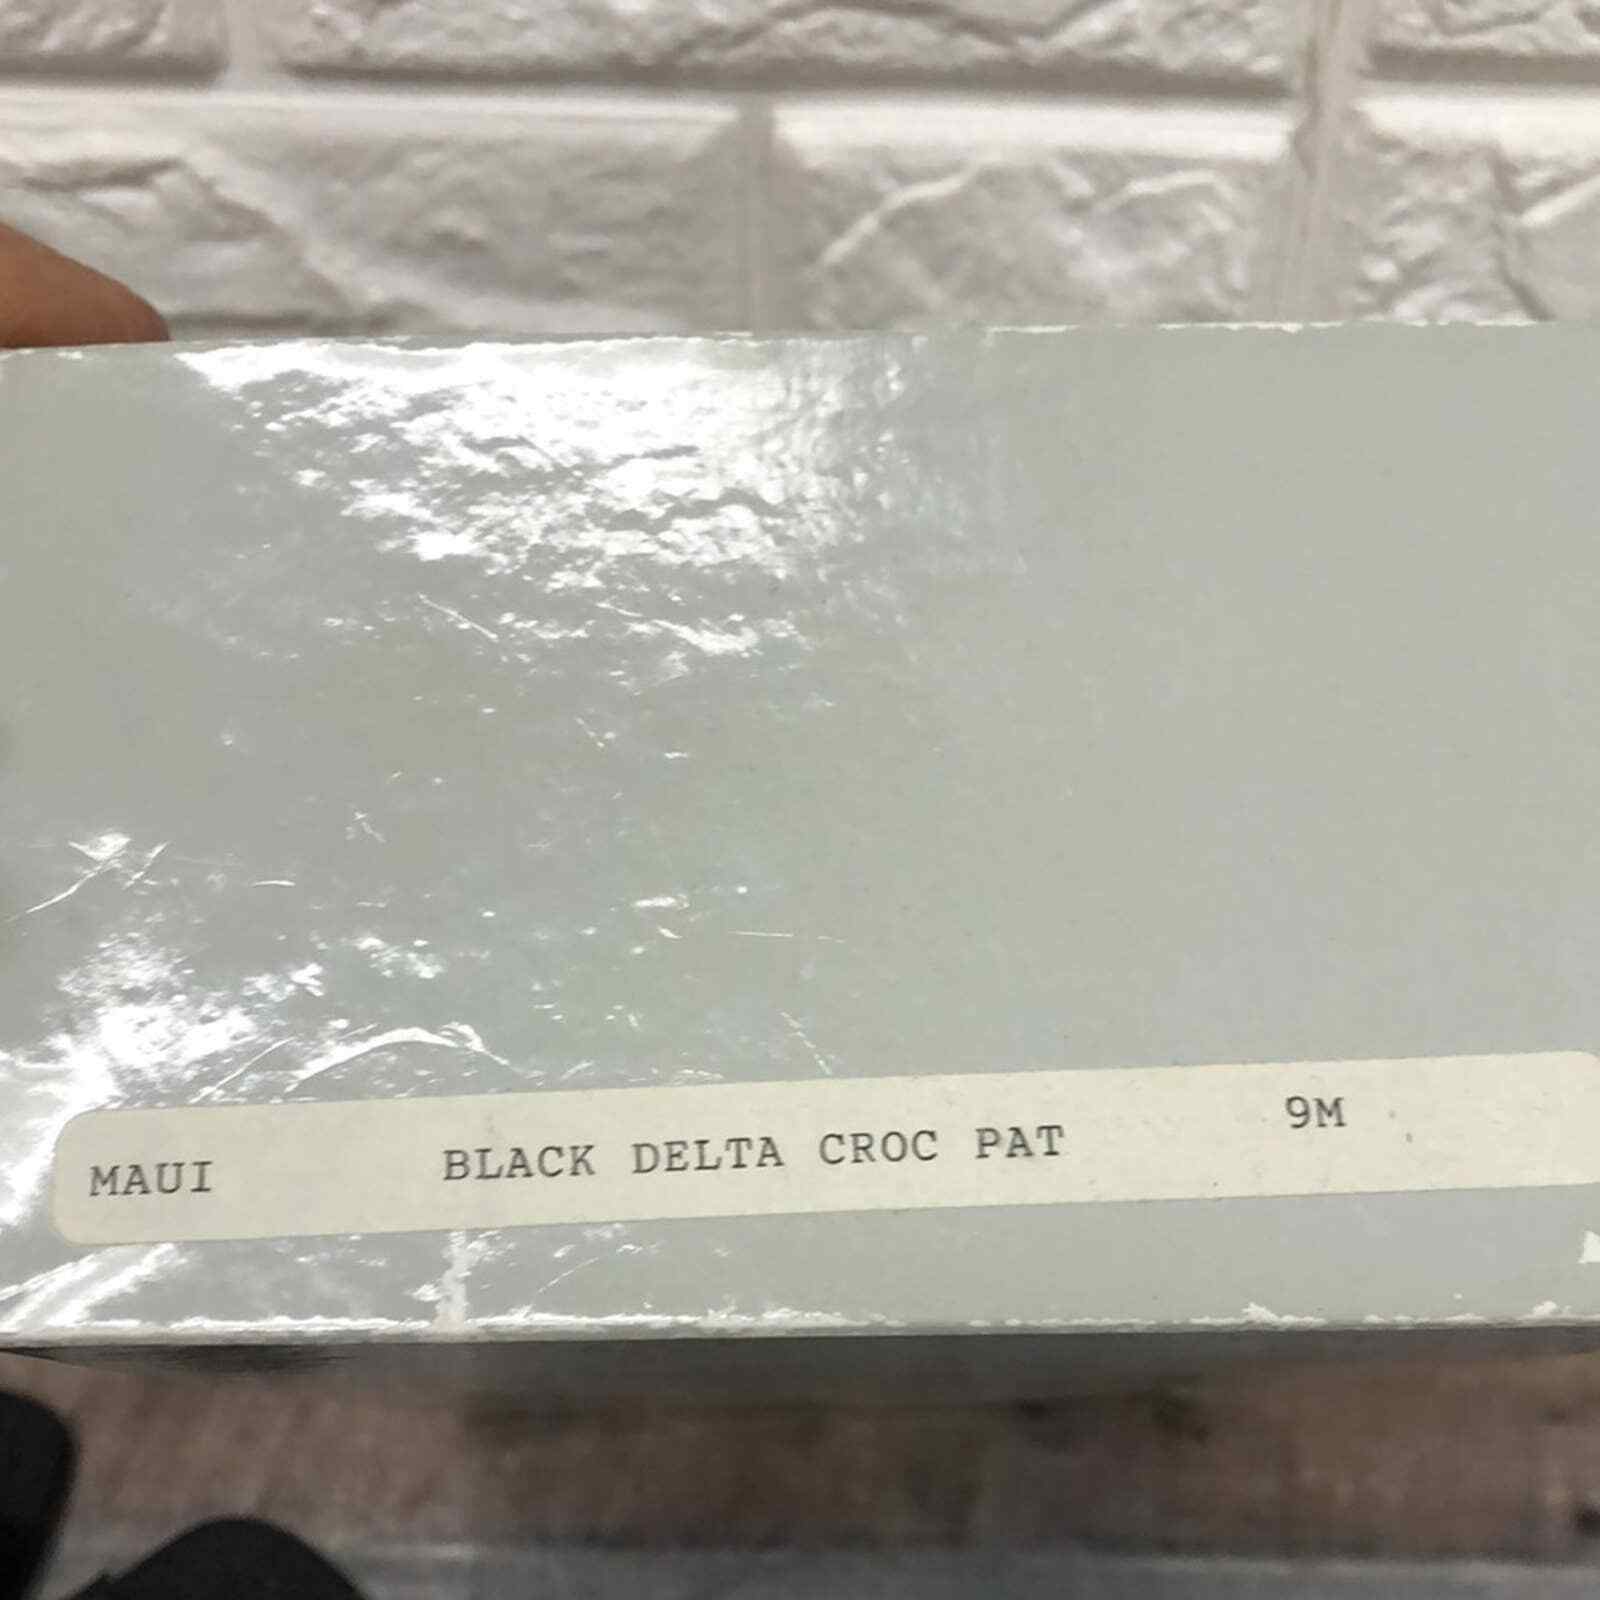 MAUI BLACK DELTA CROC PAT 9M